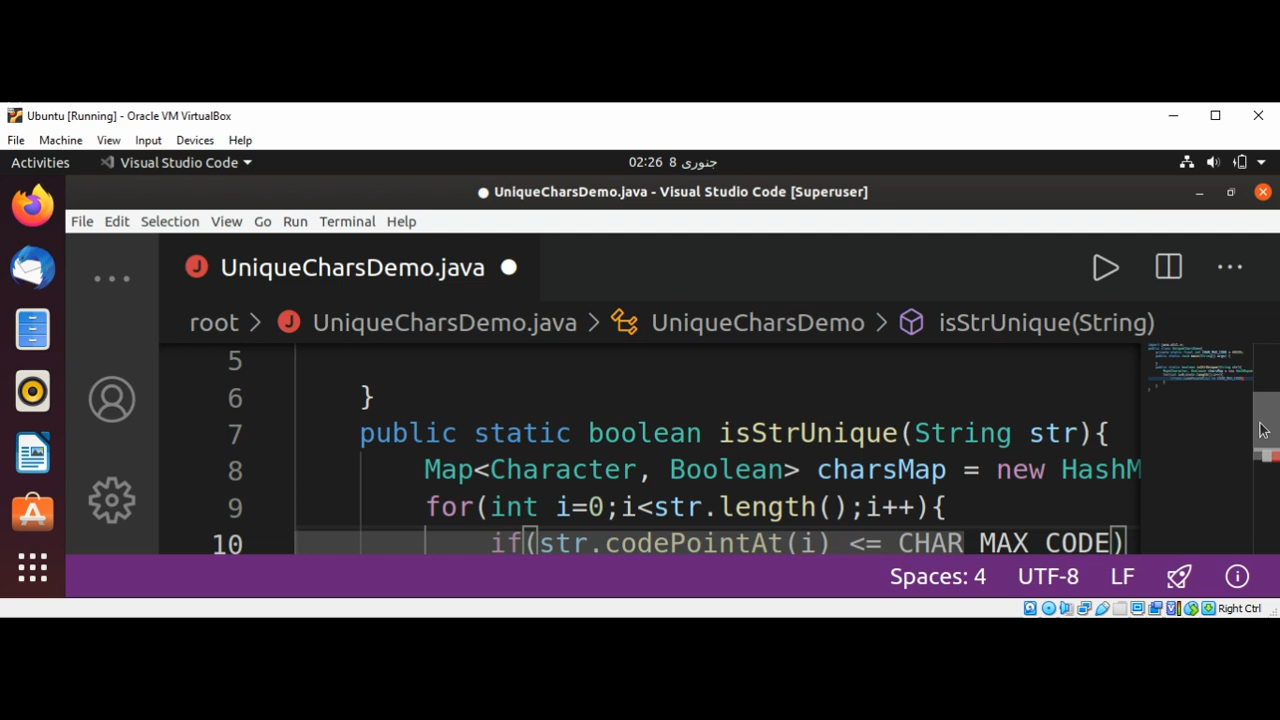 Ubuntu [Running] - Oracle VM VirtualBox
File Machine View Input Devices Help
Activities Visual Studio Code 02:26 8 جنوری
UniqueCharsDemo.java - Visual Studio Code [Superuser]
File Edit Selection View Go Run Terminal Help
UniqueCharsDemo.java
root > UniqueCharsDemo.java > UniqueCharsDemo > isStrUnique(String)
5
6 }
7 public static boolean isStrUnique(String str){
8 Map<Character, Boolean> charsMap = new HashM
9 for(int i=0;i<str.length();i++){
10 if(str.codePointAt(i) <= CHAR_MAX_CODE)
Spaces: 4 UTF-8 LF
Right Ctrl